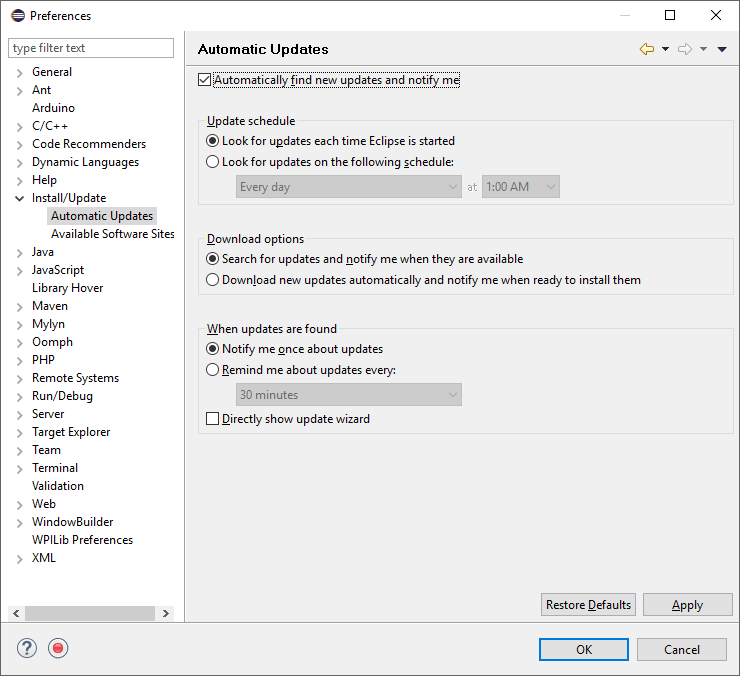 Preferences
type filter text
General
Ant
Arduino
C/C++
Code Recommenders
Dynamic Languages
Help
Install/Update
Automatic Updates
Available Software Sites
Java
JavaScript
Library Hover
Maven
Mylyn
Oomph
PHP
Remote Systems
Run/Debug
Server
Target Explorer
Team
Terminal
Validation
Web
WindowBuilder
WPILib Preferences
XML
Automatic Updates
Automatically find new updates and notify me
Update schedule
Look for updates each time Eclipse is started
Look for updates on the following schedule:
Every day at 1:00 AM
Download options
Search for updates and notify me when they are available
Download new updates automatically and notify me when ready to install them
When updates are found
Notify me once about updates
Remind me about updates every:
30 minutes
Directly show update wizard
Restore Defaults Apply
? OK Cancel